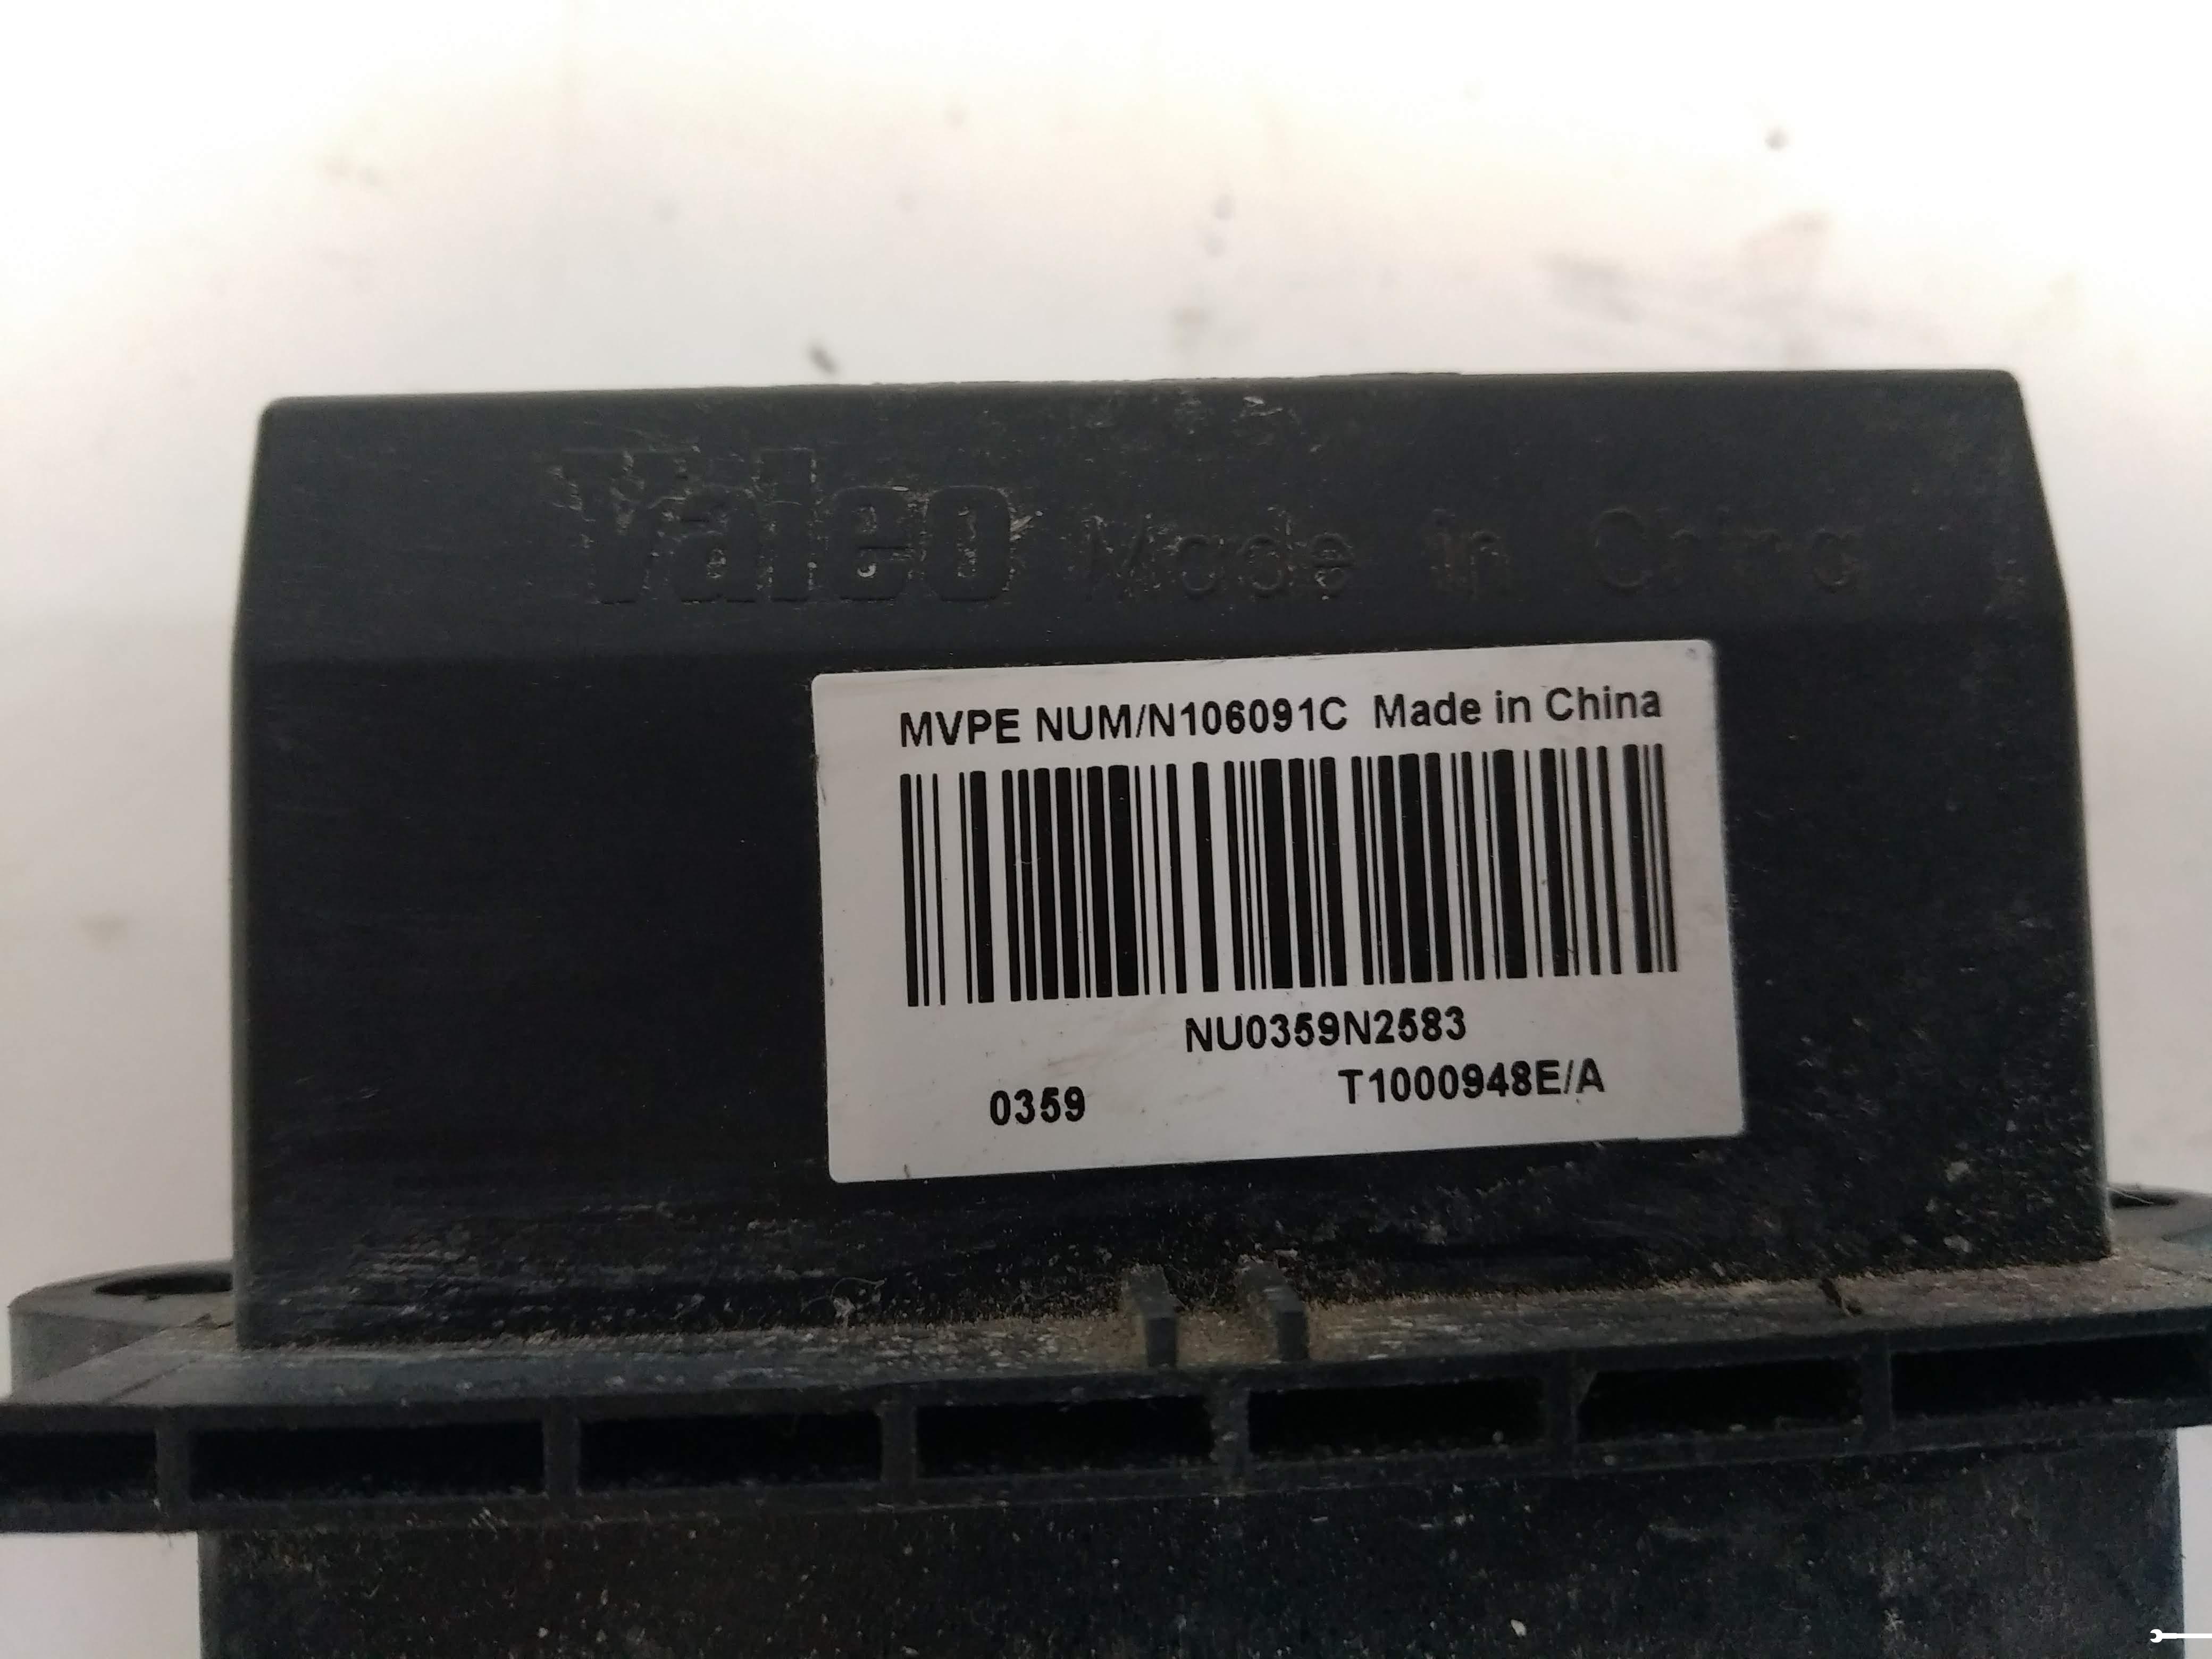 Valeo Made in China
MVPE NUM/N106091C Made in China
NU0359N2583
0359 T1000948E/A